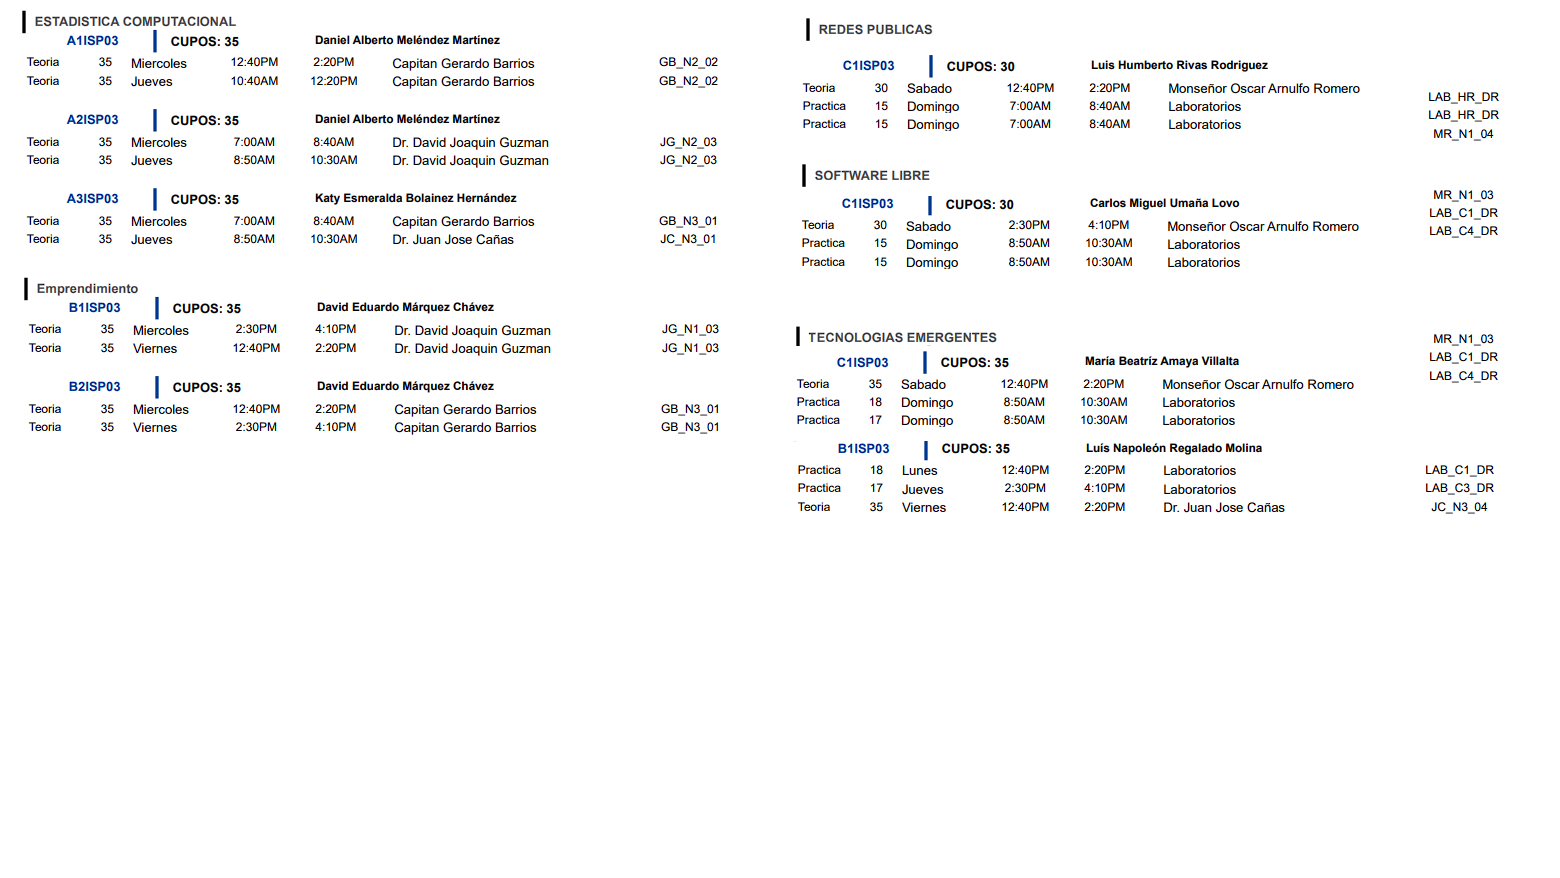 ESTADISTICA COMPUTACIONAL
A1ISP03 CUPOS: 35 Daniel Alberto Meléndez Martínez
Teoria 35 Miercoles 12:40PM 2:20PM Capitan Gerardo Barrios GB_N2_02
Teoria 35 Jueves 10:40AM 12:20PM Capitan Gerardo Barrios GB_N2_02
A2ISP03 CUPOS: 35 Daniel Alberto Meléndez Martínez
Teoria 35 Miercoles 7:00AM 8:40AM Dr. David Joaquin Guzman JG_N2_03
Teoria 35 Jueves 8:50AM 10:30AM Dr. David Joaquin Guzman JG_N2_03
A3ISP03 CUPOS: 35 Katy Esmeralda Bolainez Hernández
Teoria 35 Miercoles 7:00AM 8:40AM Capitan Gerardo Barrios GB_N3_01
Teoria 35 Jueves 8:50AM 10:30AM Dr. Juan Jose Cañas JC_N3_01
Emprendimiento
B1ISP03 CUPOS: 35 David Eduardo Márquez Chávez
Teoria 35 Miercoles 2:30PM 4:10PM Dr. David Joaquin Guzman JG_N1_03
Teoria 35 Viernes 12:40PM 2:20PM Dr. David Joaquin Guzman JG_N1_03
B2ISP03 CUPOS: 35 David Eduardo Márquez Chávez
Teoria 35 Miercoles 12:40PM 2:20PM Capitan Gerardo Barrios GB_N3_01
Teoria 35 Viernes 2:30PM 4:10PM Capitan Gerardo Barrios GB_N3_01
REDES PUBLICAS
C1ISP03 CUPOS: 30 Luis Humberto Rivas Rodriguez
Teoria 30 Sabado 12:40PM 2:20PM Monseñor Oscar Arnulfo Romero
LAB_HR_DR
Practica 15 Domingo 7:00AM 8:40AM Laboratorios
LAB_HR_DR
Practica 15 Domingo 7:00AM 8:40AM Laboratorios
MR_N1_04
SOFTWARE LIBRE
MR_N1_03
C1ISP03 CUPOS: 30 Carlos Miguel Umaña Lovo
LAB_C1_DR
Teoria 30 Sabado 2:30PM 4:10PM Monseñor Oscar Arnulfo Romero
LAB_C4_DR
Practica 15 Domingo 8:50AM 10:30AM Laboratorios
Practica 15 Domingo 8:50AM 10:30AM Laboratorios
TECNOLOGIAS EMERGENTES
MR_N1_03
LAB_C1_DR
C1ISP03 CUPOS: 35 María Beatríz Amaya Villalta
LAB_C4_DR
Teoria 35 Sabado 12:40PM 2:20PM Monseñor Oscar Arnulfo Romero
Practica 18 Domingo 8:50AM 10:30AM Laboratorios
Practica 17 Domingo 8:50AM 10:30AM Laboratorios
B1ISP03 CUPOS: 35 Luís Napoleón Regalado Molina
Practica 18 Lunes 12:40PM 2:20PM Laboratorios LAB_C1_DR
Practica 17 Jueves 2:30PM 4:10PM Laboratorios LAB_C3_DR
Teoria 35 Viernes 12:40PM 2:20PM Dr. Juan Jose Cañas JC_N3_04